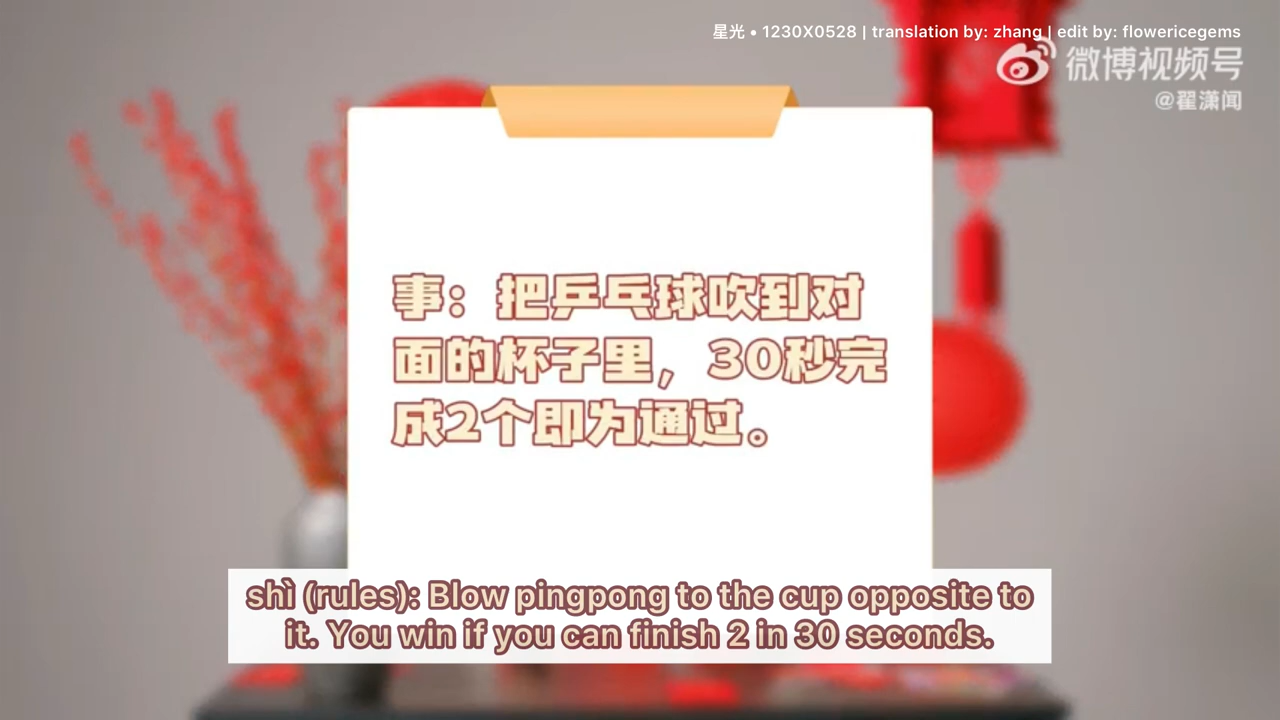 星光 • 1230X0528 | translation by: zhang | edit by: flowericegems
微博视频号
@翟潇闻
事：把乒乓球吹到对
面的杯子里，30秒完
成2个即为通过。
shì (rules): Blow pingpong to the cup opposite to
it. You win if you can finish 2 in 30 seconds.